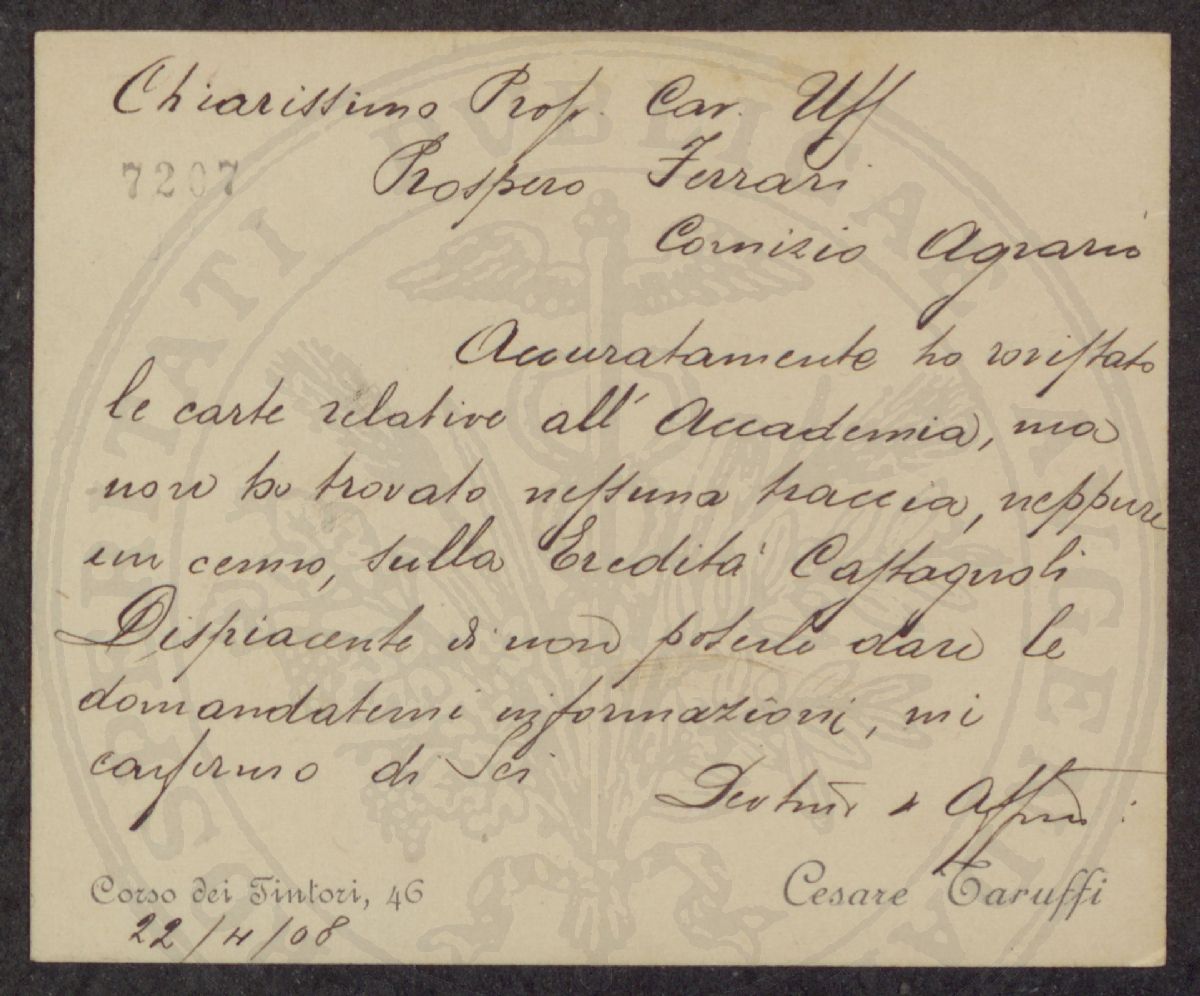 Chiarissimo Prof. Cav. Uff
7207
Prospero Ferrari
Comizio Agrario
Accuratamente ho rovistato
le carte relative all' Accademia, ma
non ho trovato nessuna traccia, neppure
un cenno, sulla Eredità Castagnoli
Dispiacente di non poterle dare le
domandatemi informazioni, mi
confermo di Lei
Devtmo & Affmo:
Corso dei Tintori, 46
Cesare Taruffi
22/4/08